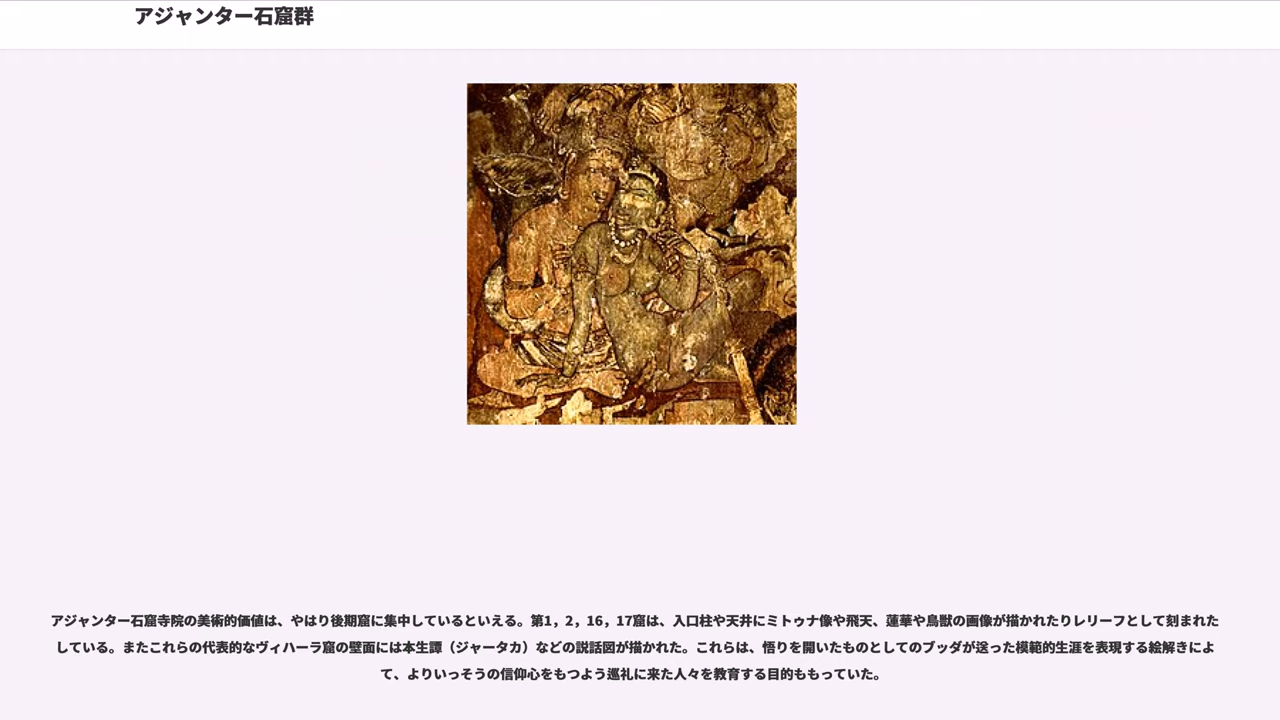 アジャンター石窟群
アジャンター石窟寺院の美術的価値は、やはり後期窟に集中しているといえる。第1，2，16，17窟は、入口柱や天井にミトゥナ像や飛天、蓮華や鳥獣の画像が描かれたりレリーフとして刻まれた
している。またこれらの代表的なヴィハーラ窟の壁面には本生譚（ジャータカ）などの説話図が描かれた。これらは、悟りを開いたものとしてのブッダが送った模範的生涯を表現する絵解きによ
て、よりいっそうの信仰心をもつよう巡礼に来た人々を教育する目的ももっていた。